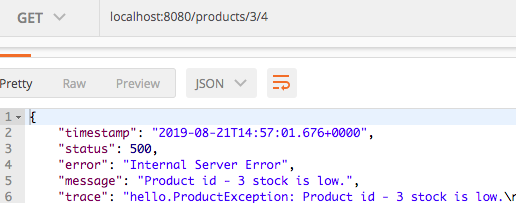 GET localhost:8080/products/3/4
Pretty Raw Preview JSON
1 {
2 "timestamp": "2019-08-21T14:57:01.676+0000",
3 "status": 500,
4 "error": "Internal Server Error",
5 "message": "Product id - 3 stock is low.",
6 "trace": "hello.ProductException: Product id - 3 stock is low.\n